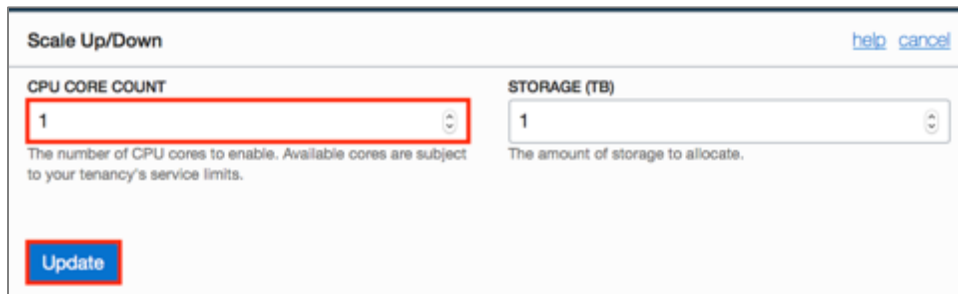 Scale Up/Down
help cancel
CPU CORE COUNT
1
The number of CPU cores to enable. Available cores are subject
to your tenancy's service limits.
STORAGE (TB)
1
The amount of storage to allocate.
Update